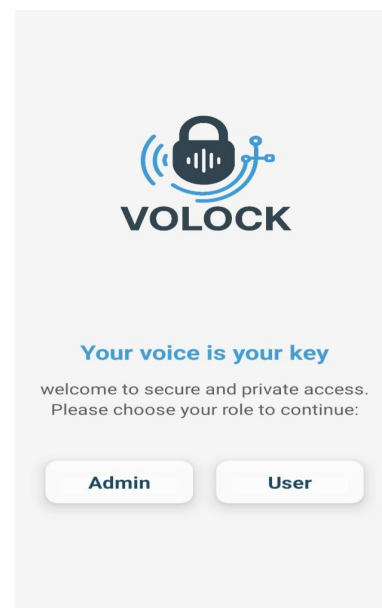 VOLOCK
Your voice is your key
welcome to secure and private access.
Please choose your role to continue:
Admin
User